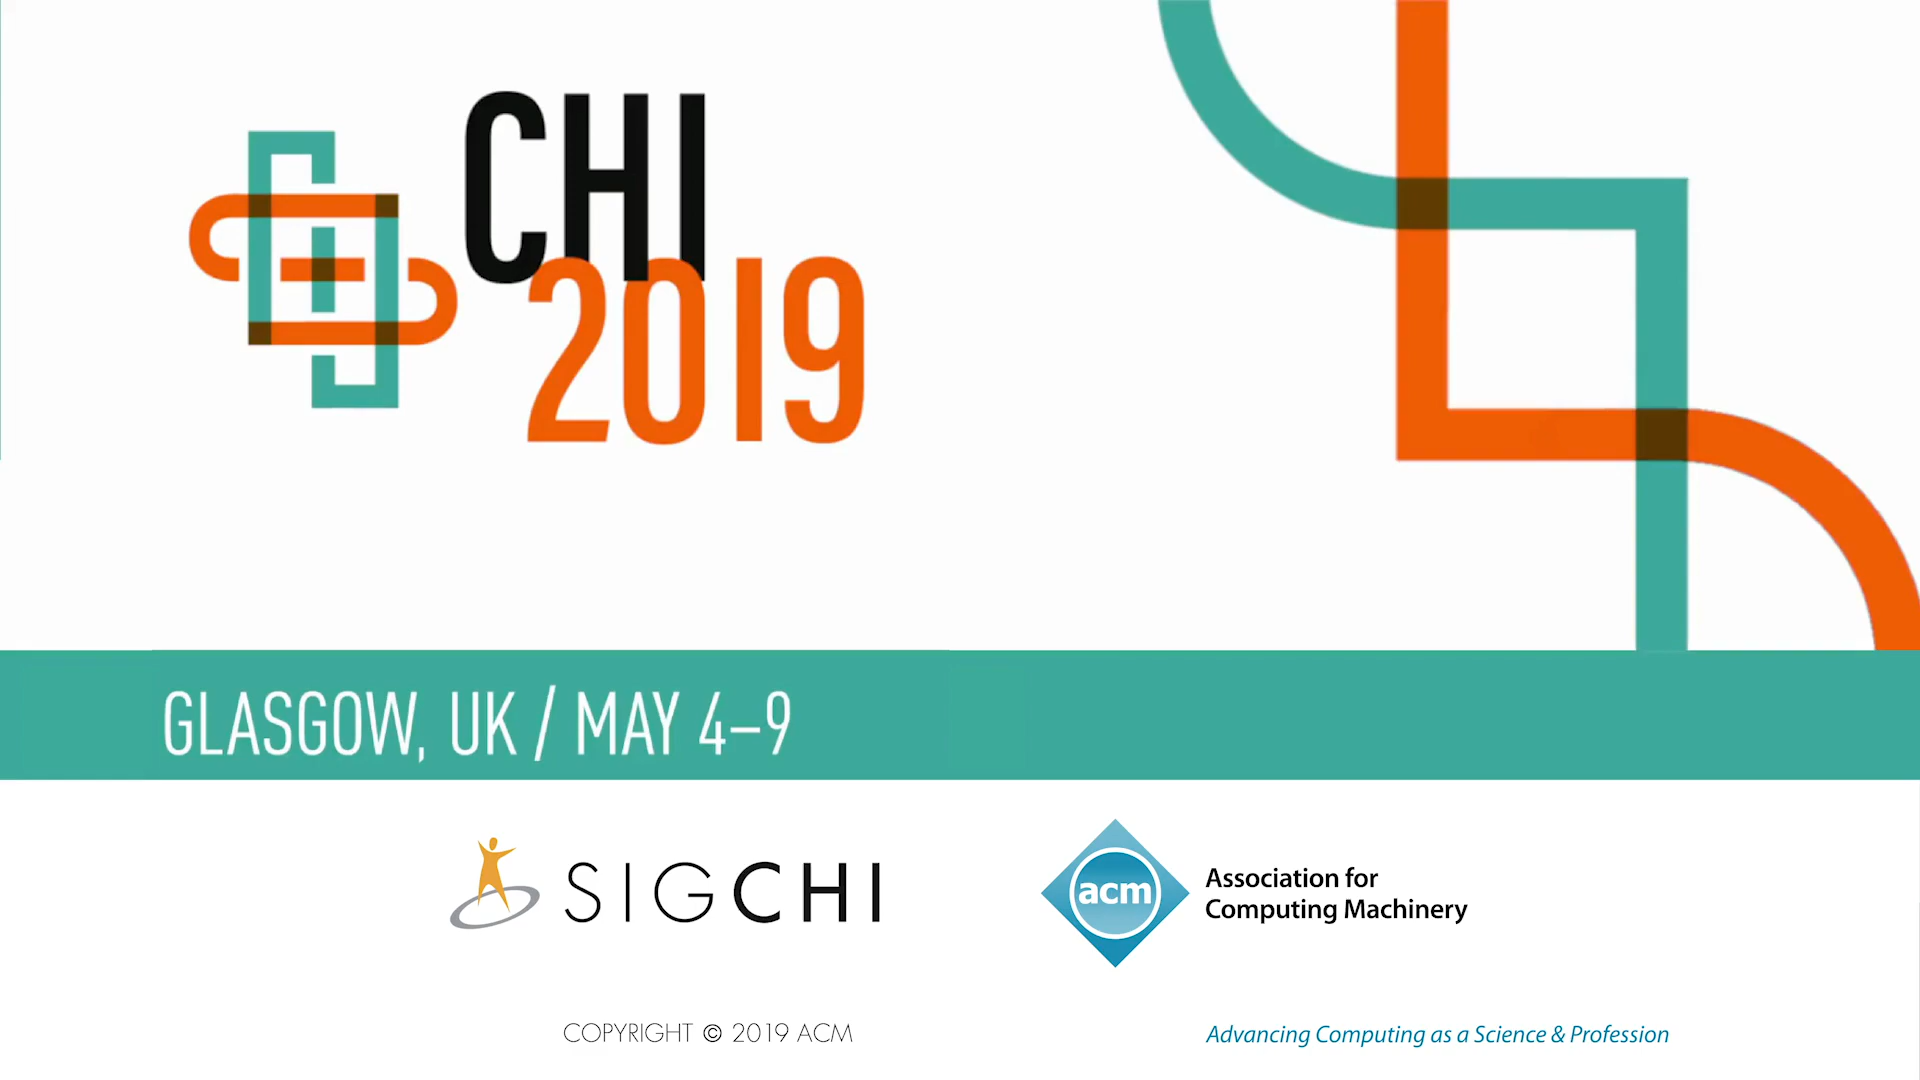 CHI
2019
GLASGOW, UK / MAY 4–9
SIGCHI
acm
Association for
Computing Machinery
COPYRIGHT © 2019 ACM
Advancing Computing as a Science & Profession